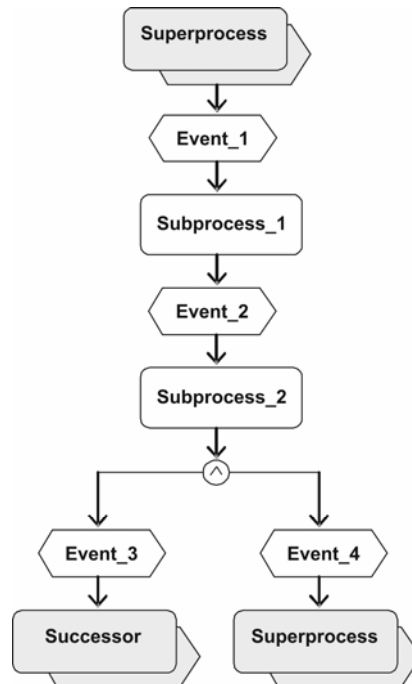 Superprocess
Event_1
Subprocess_1
Event_2
Subprocess_2
^
Event_3
Event_4
Successor
Superprocess